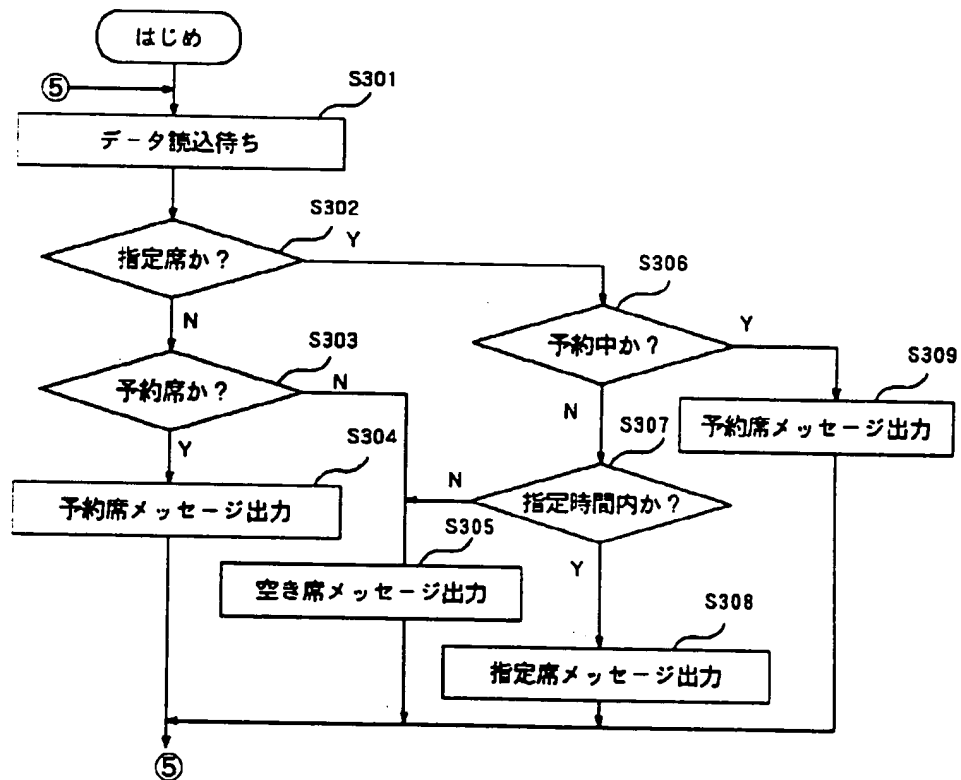 はじめ
⑤
S301
データ読込待ち
S302
指定席か?
Y
N
S306
予約中か?
Y
N
S303
予約席か?
N
Y
S309
予約席メッセージ出力
S304
予約席メッセージ出力
S307
指定時間内か?
N
Y
S305
空き席メッセージ出力
S308
指定席メッセージ出力
⑤